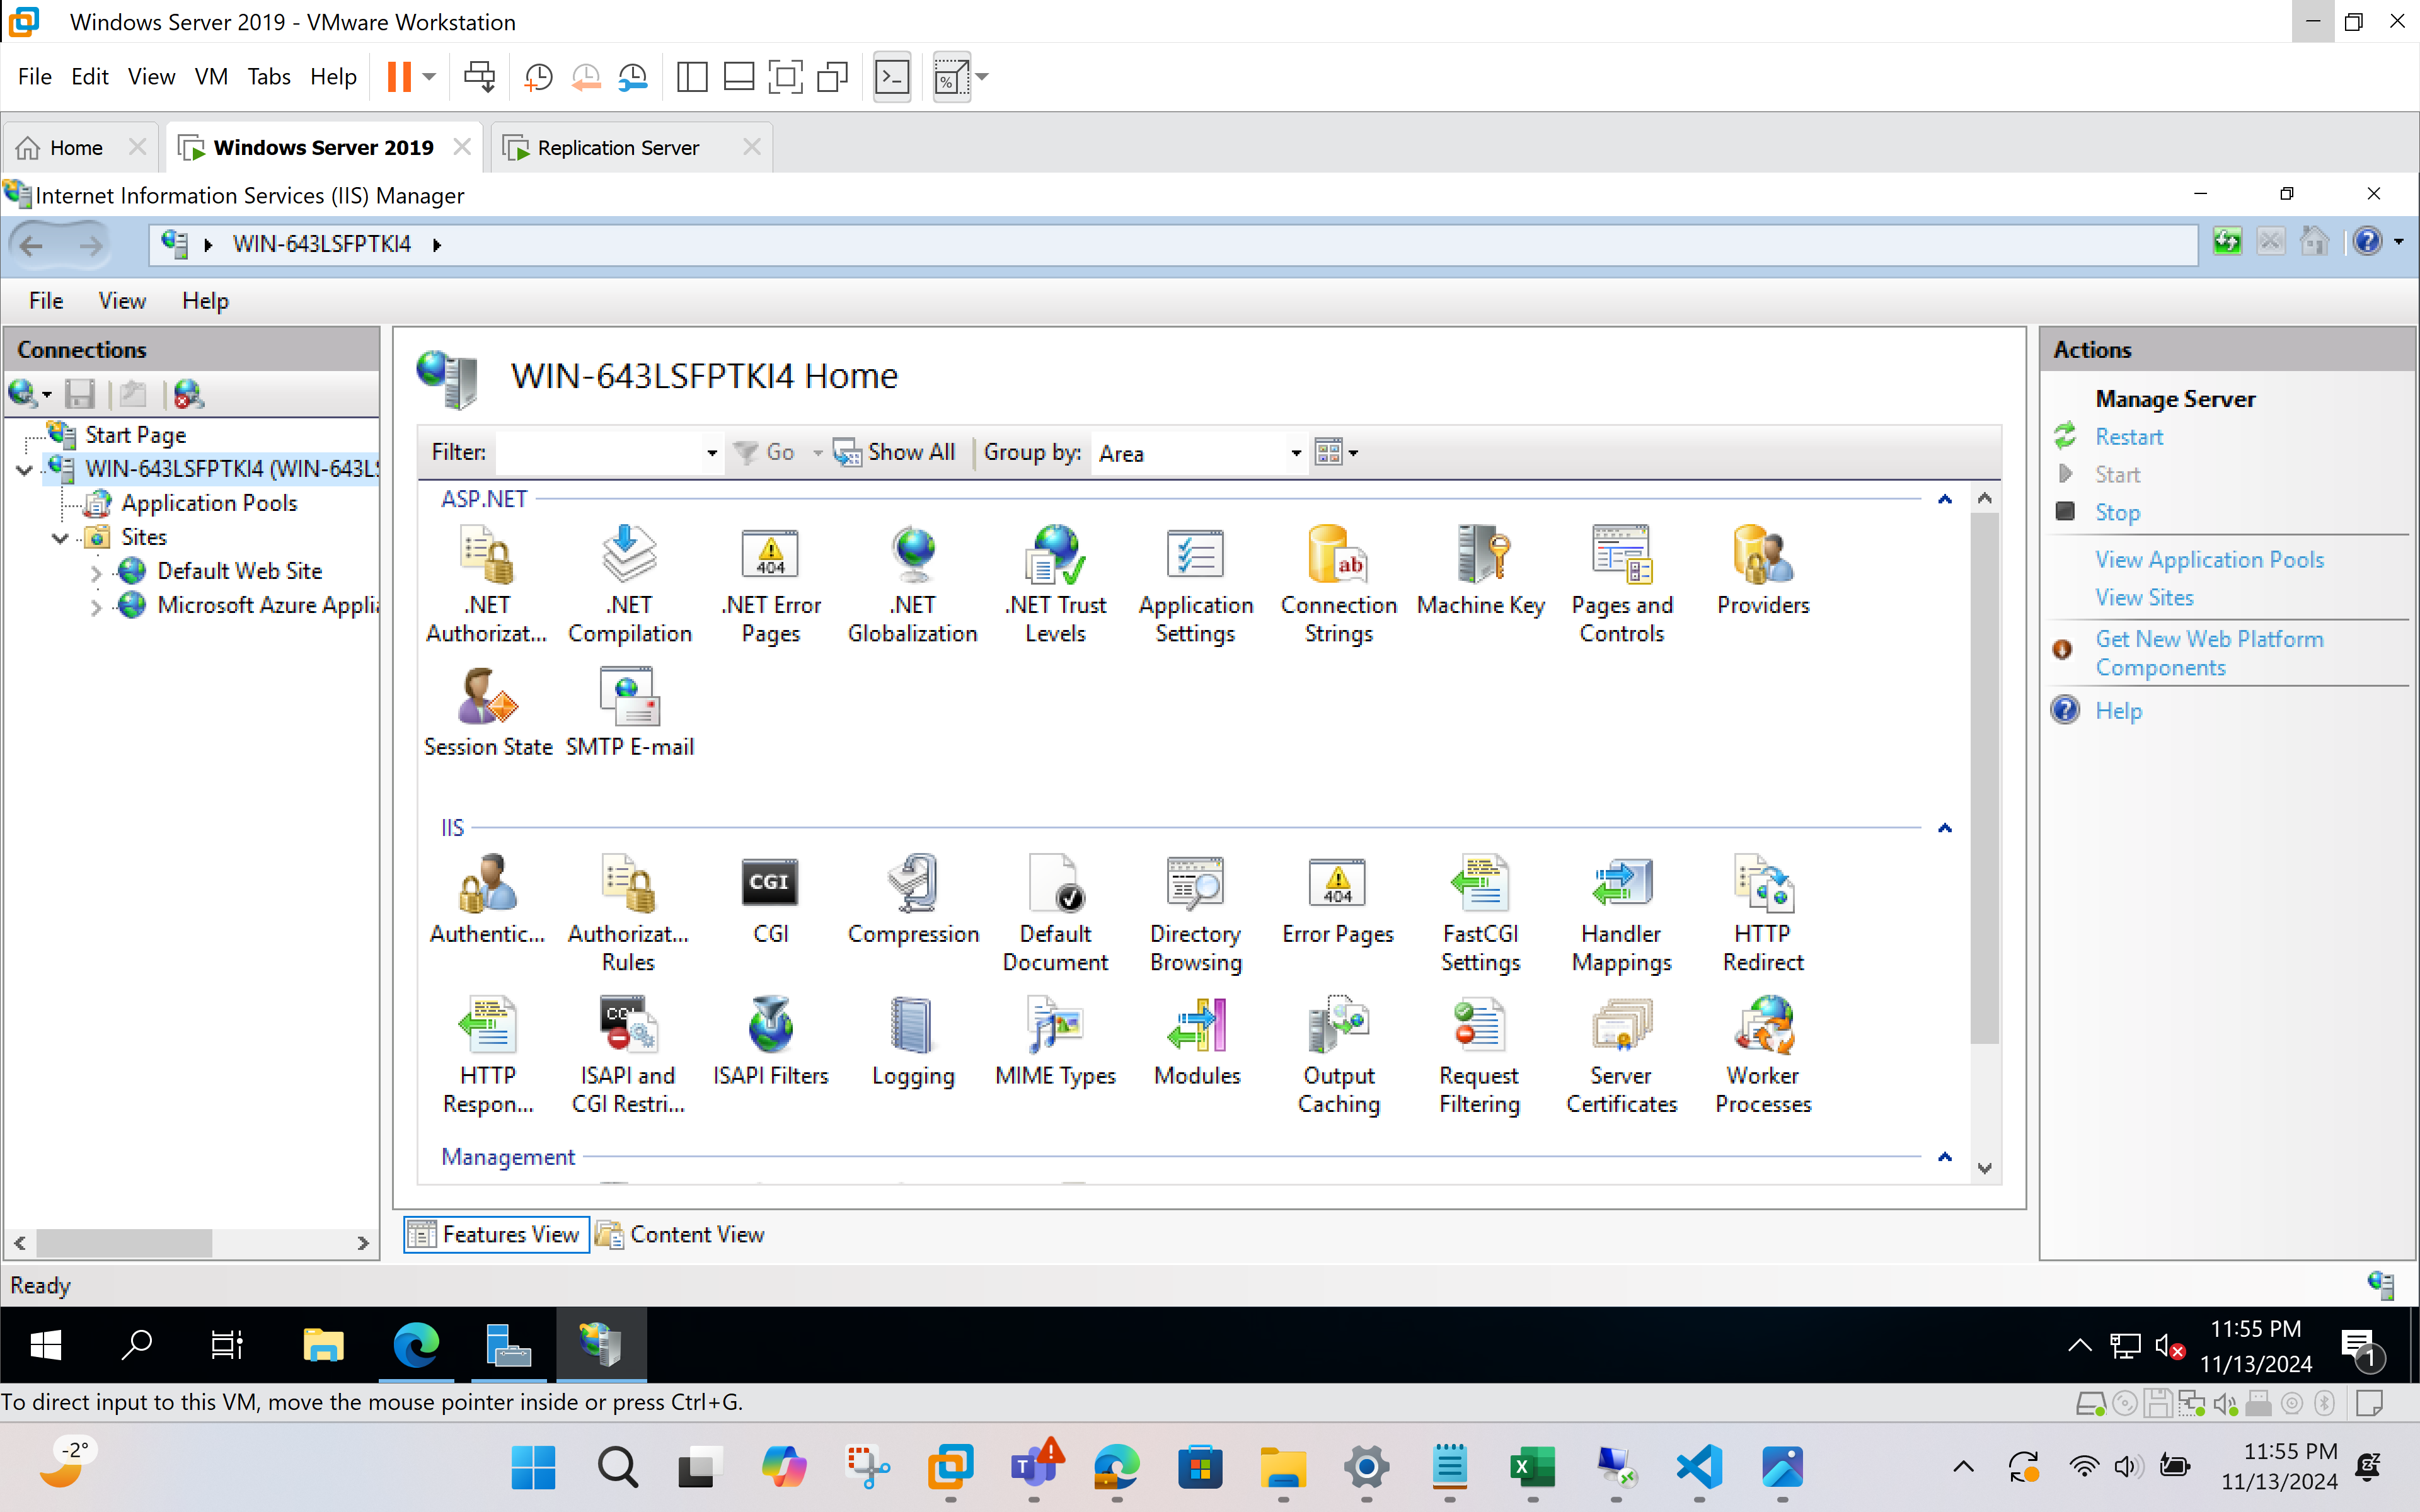 Windows Server 2019 - VMware Workstation
File Edit View VM Tabs Help
Home Windows Server 2019 Replication Server
Internet Information Services (IIS) Manager
WIN-643LSFPTKI4
File View Help
Connections
Start Page
WIN-643LSFPTKI4 (WIN-643LS
Application Pools
Sites
Default Web Site
Microsoft Azure Applia
WIN-643LSFPTKI4 Home
Filter: Go Show All Group by: Area
ASP.NET
.NET Authorizat...
.NET Compilation
.NET Error Pages
404
.NET Globalization
.NET Trust Levels
Application Settings
Connection Strings
ab
Machine Key
Pages and Controls
Providers
Session State
SMTP E-mail
IIS
Authentic...
Authorizat... Rules
CGI
CGI
Compression
Default Document
Directory Browsing
404
Error Pages
FastCGI Settings
Handler Mappings
HTTP Redirect
HTTP Respon...
ISAPI and CGI Restri...
ISAPI Filters
Logging
MIME Types
Modules
Output Caching
Request Filtering
Server Certificates
Worker Processes
Management
Features View Content View
Actions
Manage Server
Restart
Start
Stop
View Application Pools
View Sites
Get New Web Platform
Components
Help
Ready
11:55 PM
11/13/2024
1
To direct input to this VM, move the mouse pointer inside or press Ctrl+G.
-2°
11:55 PM
11/13/2024